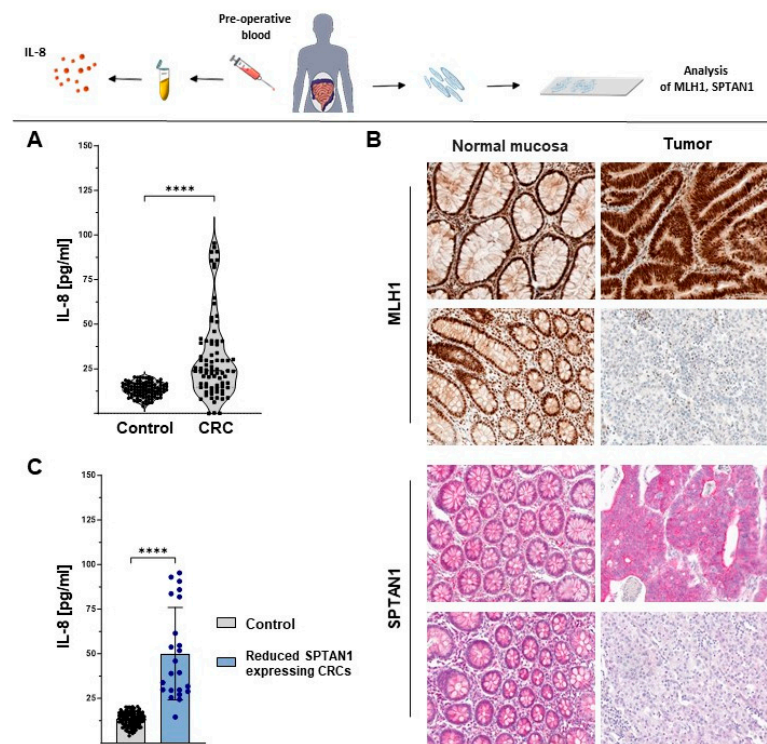 Pre-operative
blood
IL-8
Analysis
of MLH1, SPTAN1
A
150
125
100
75
50
25
IL-8 [pg/ml]
****
Control
CRC
B
Normal mucosa
Tumor
MLH1
SPTAN1
C
150
125
100
75
50
25
IL-8 [pg/ml]
****
Control
Reduced SPTAN1
expressing CRCs